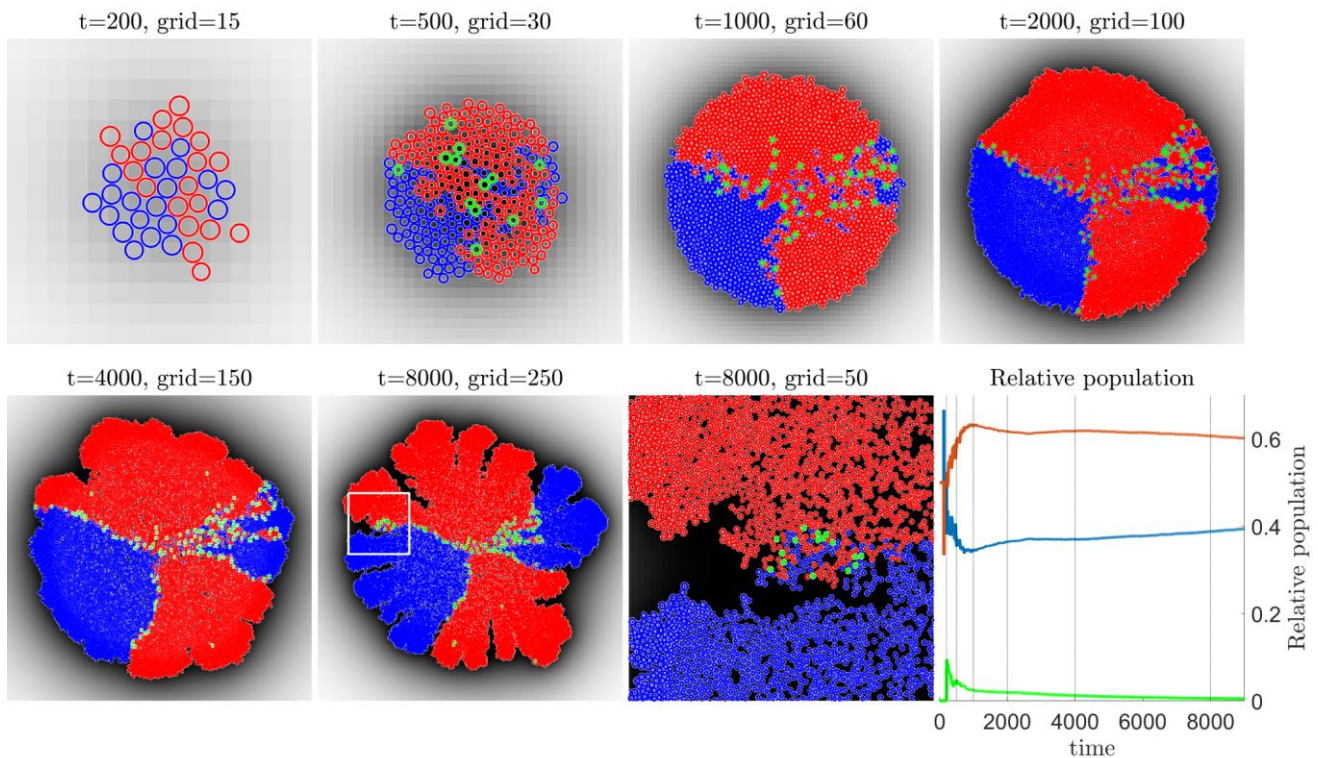 t=200, grid=15
t=500, grid=30
t=1000, grid=60
t=2000, grid=100
t=4000, grid=150
t=8000, grid=250
t=8000, grid=50
Relative population
0.6
0.4
0.2
0
Relative population
0
2000
4000
6000
8000
time